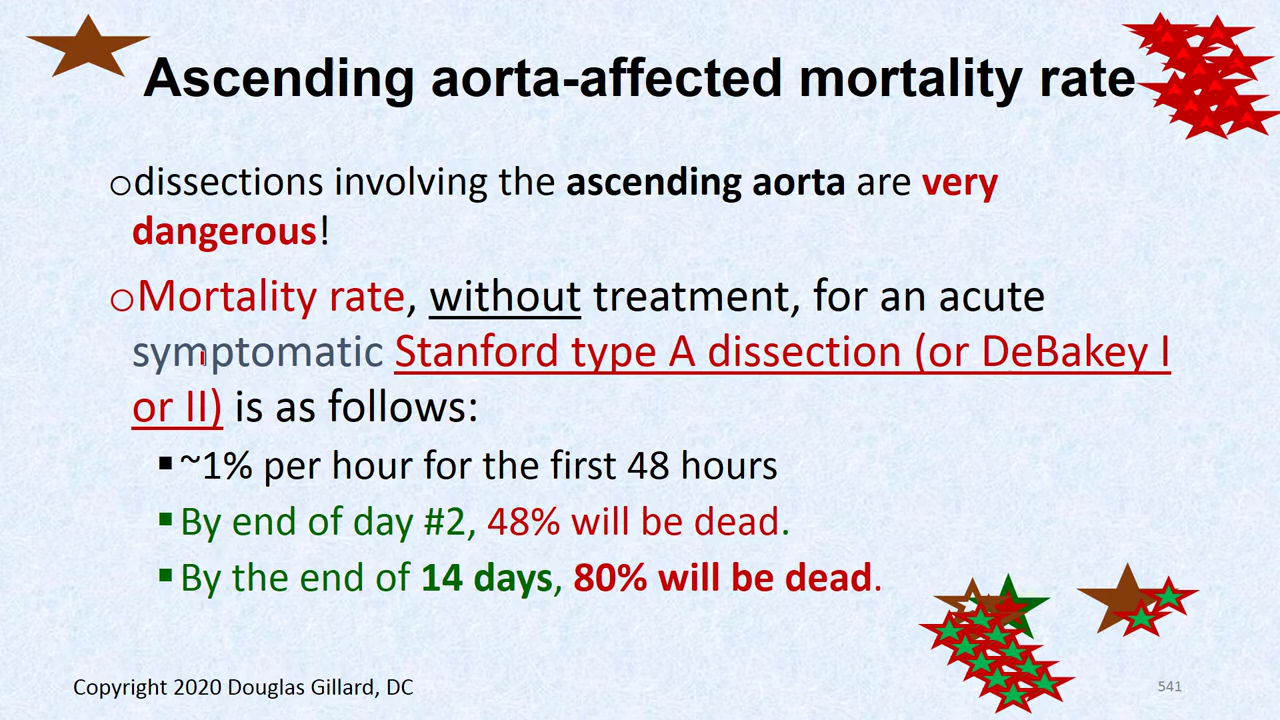 Ascending aorta-affected mortality rate
odissections involving the ascending aorta are very
dangerous!
oMortality rate, without treatment, for an acute
symptomatic Stanford type A dissection (or DeBakey I
or II) is as follows:
▪~1% per hour for the first 48 hours
▪By end of day #2, 48% will be dead.
▪By the end of 14 days, 80% will be dead.
Copyright 2020 Douglas Gillard, DC
541